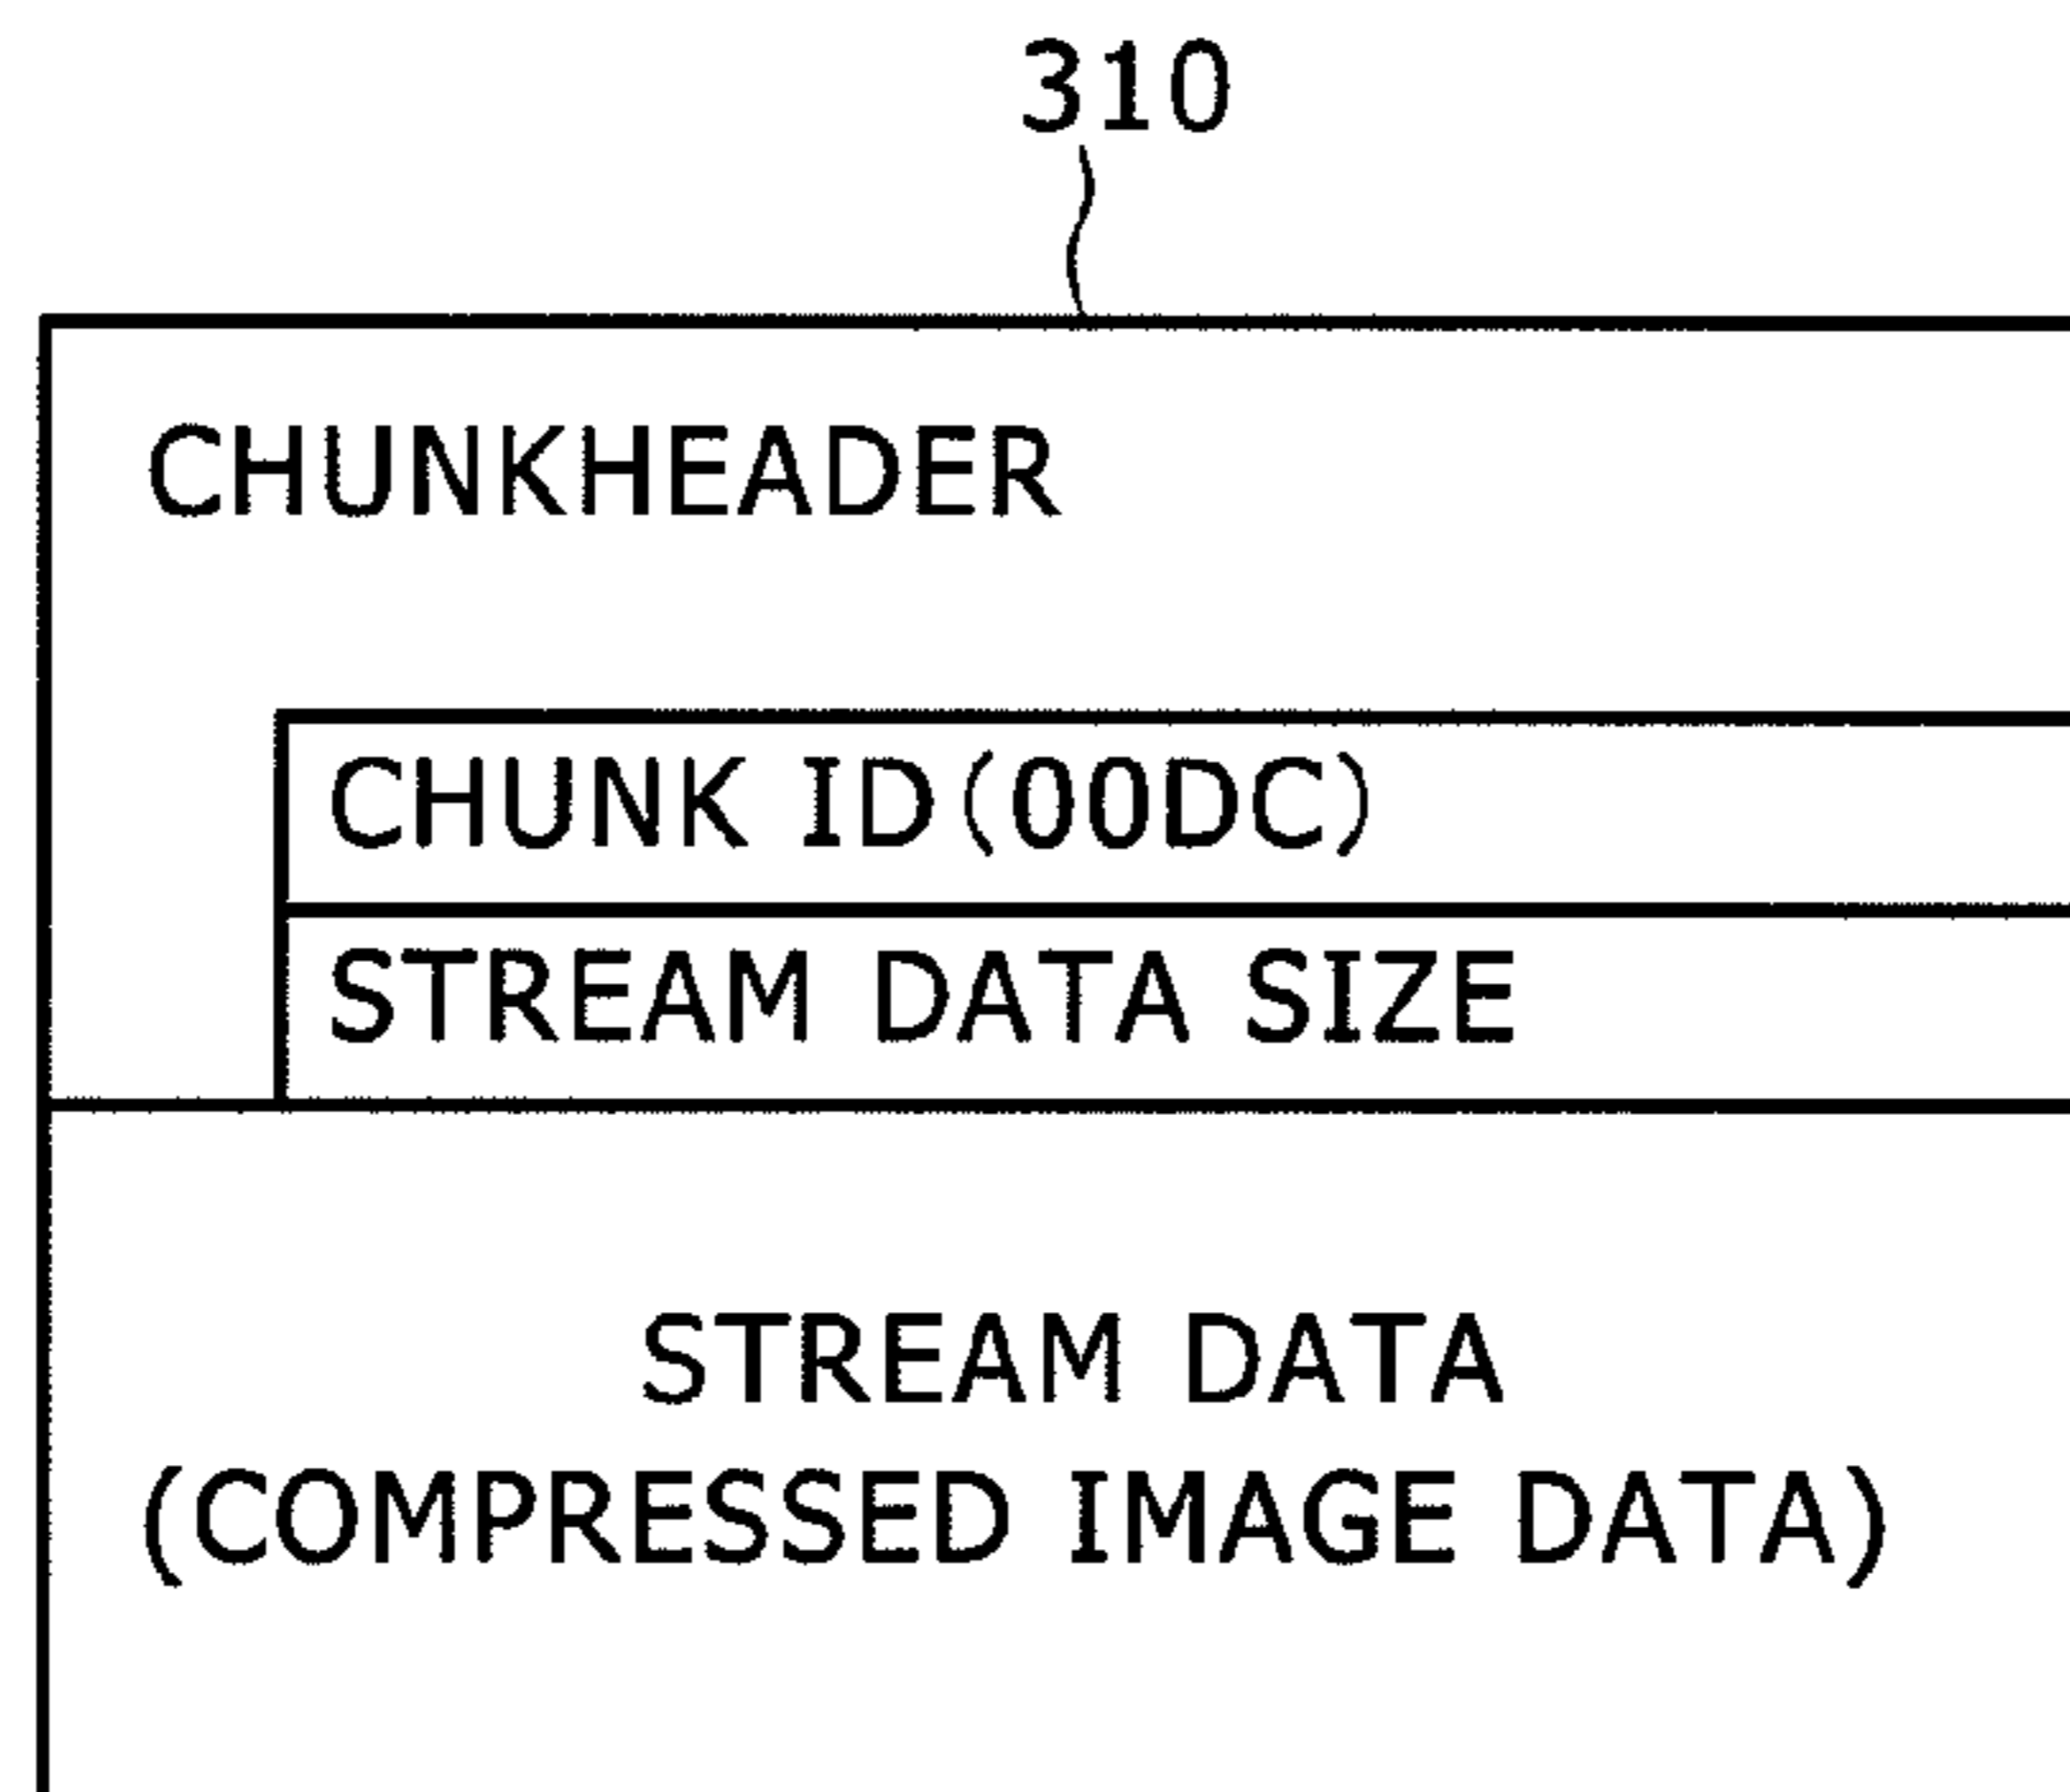 310
CHUNKHEADER
CHUNK ID(00DC)
STREAM DATA SIZE
STREAM DATA
(COMPRESSED IMAGE DATA)